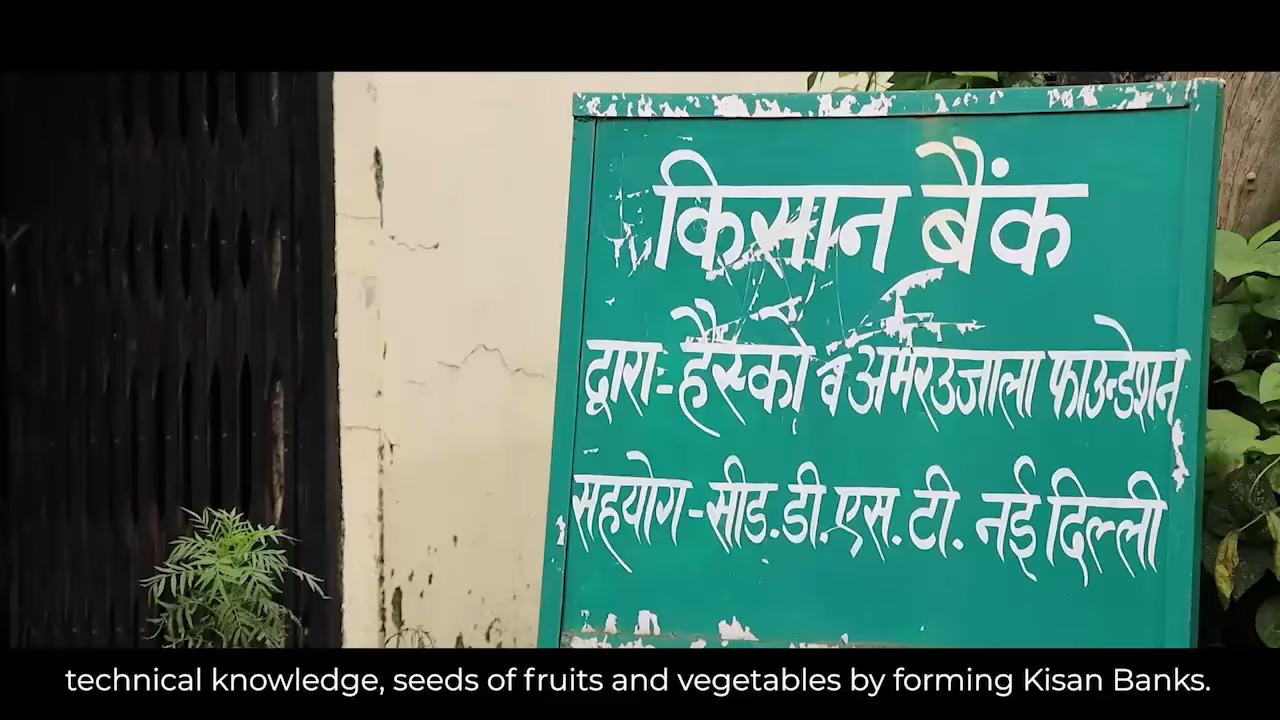 किसान बैंक
द्वारा- हैस्को व अमरउजाला फाउन्डेशन
सहयोग - सीड. डी. एस. टी. नई दिल्ली
technical knowledge, seeds of fruits and vegetables by forming Kisan Banks.